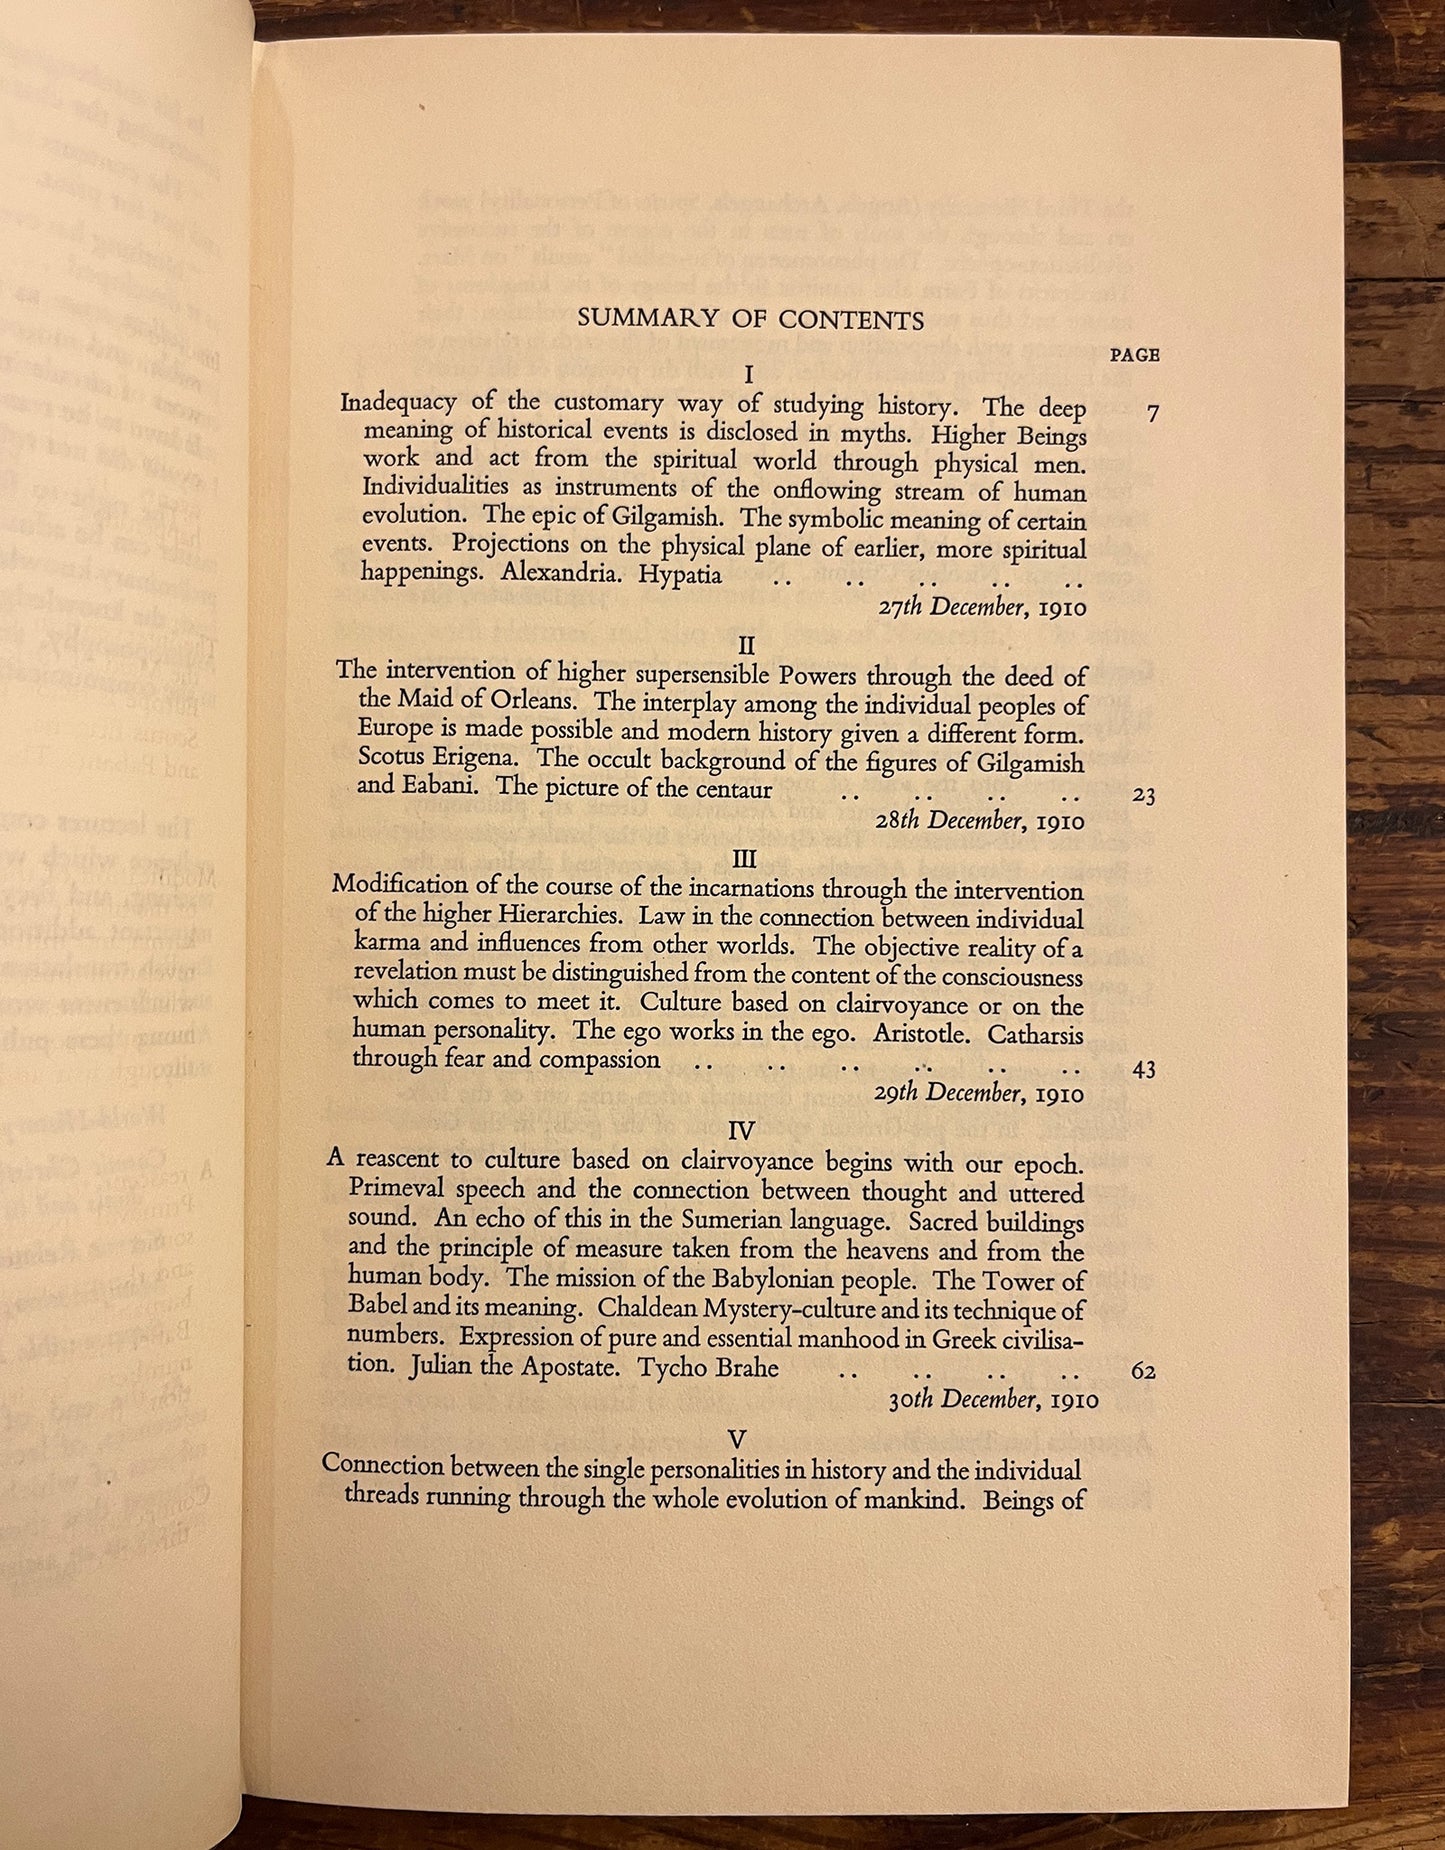 SUMMARY OF CONTENTS
PAGE
I
Inadequacy of the customary way of studying history. The deep 7
meaning of historical events is disclosed in myths. Higher Beings
work and act from the spiritual world through physical men.
Individualities as instruments of the onflowing stream of human
evolution. The epic of Gilgamish. The symbolic meaning of certain
events. Projections on the physical plane of earlier, more spiritual
happenings. Alexandria. Hypatia .. .. .. .. ..
27th December, 1910
II
The intervention of higher supersensible Powers through the deed of
the Maid of Orleans. The interplay among the individual peoples of
Europe is made possible and modern history given a different form.
Scotus Erigena. The occult background of the figures of Gilgamish
and Eabani. The picture of the centaur .. .. .. .. 23
28th December, 1910
III
Modification of the course of the incarnations through the intervention
of the higher Hierarchies. Law in the connection between individual
karma and influences from other worlds. The objective reality of a
revelation must be distinguished from the content of the consciousness
which comes to meet it. Culture based on clairvoyance or on the
human personality. The ego works in the ego. Aristotle. Catharsis
through fear and compassion .. .. .. .. .. .. 43
29th December, 1910
IV
A reascent to culture based on clairvoyance begins with our epoch.
Primeval speech and the connection between thought and uttered
sound. An echo of this in the Sumerian language. Sacred buildings
and the principle of measure taken from the heavens and from the
human body. The mission of the Babylonian people. The Tower of
Babel and its meaning. Chaldean Mystery-culture and its technique of
numbers. Expression of pure and essential manhood in Greek civilisa-
tion. Julian the Apostate. Tycho Brahe .. .. .. .. 62
30th December, 1910
V
Connection between the single personalities in history and the individual
threads running through the whole evolution of mankind. Beings of